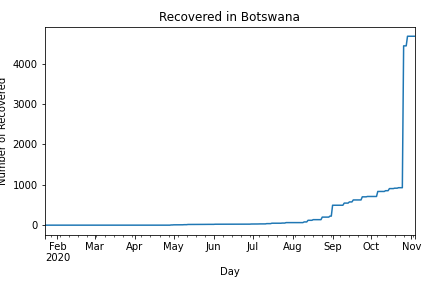 Recovered in Botswana
Number of Recovered
4000
3000
2000
1000
0
Feb Mar Apr May Jun Jul Aug Sep Oct Nov
2020
Day